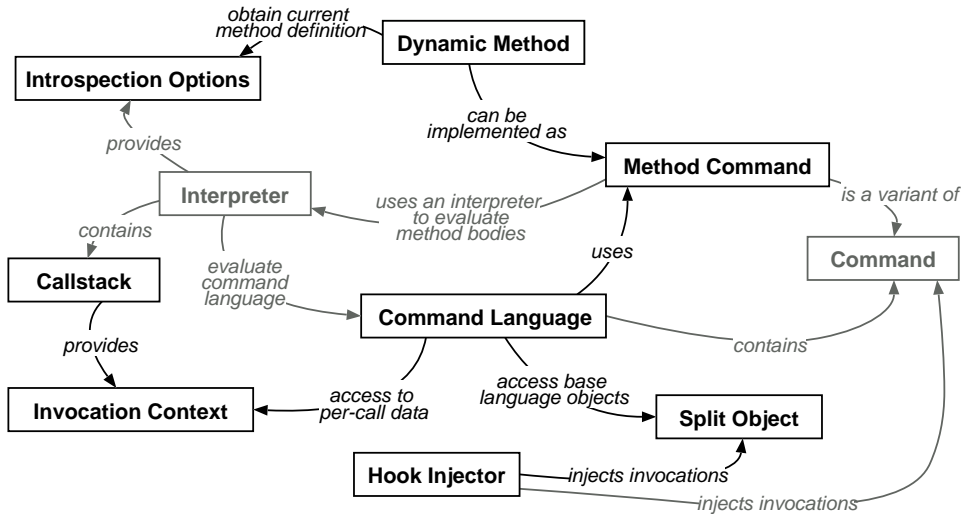 obtain current
method definition
Dynamic Method
Introspection Options
can be
implemented as
provides
Method Command
Interpreter
uses an interpreter
to evaluate
method bodies
is a variant of
contains
uses
Command
Callstack
evaluate
command
language
Command Language
provides
contains
access to
per-call data
access base
language objects
Invocation Context
Split Object
Hook Injector
injects invocations
injects invocations